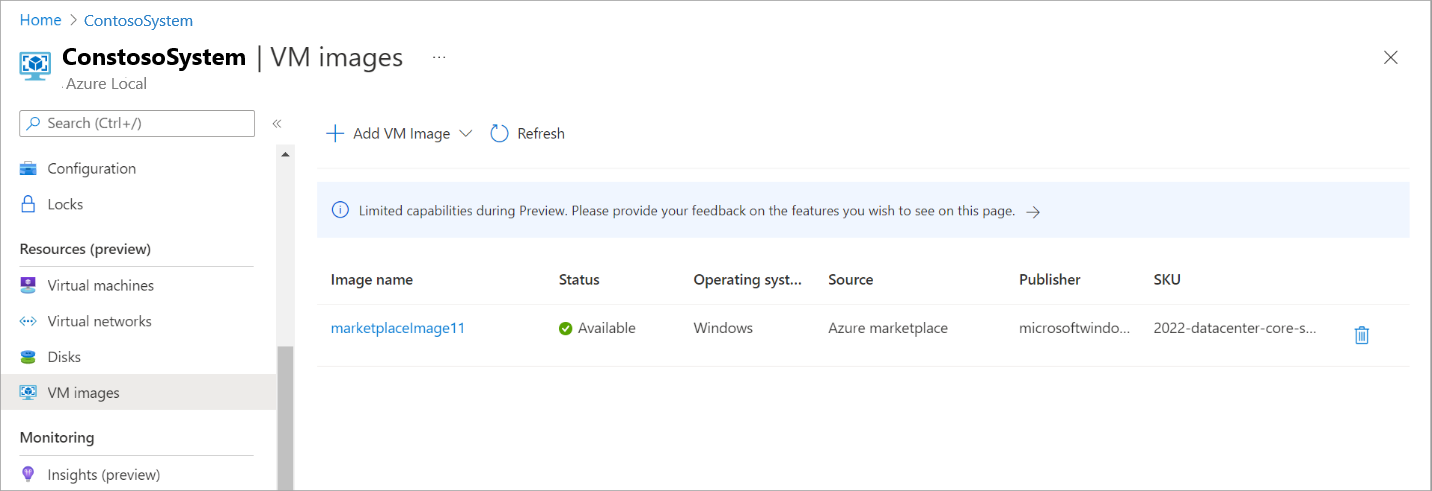 Home > ContosoSystem
ConstosoSystem | VM images ...
Azure Local
Search (Ctrl+/) «
Configuration
Locks
Resources (preview)
Virtual machines
Virtual networks
Disks
VM images
Monitoring
Insights (preview)
Add VM Image Refresh
Limited capabilities during Preview. Please provide your feedback on the features you wish to see on this page. →
Image name Status Operating syst... Source Publisher SKU
marketplaceImage11 Available Windows Azure marketplace microsoftwindo... 2022-datacenter-core-s...